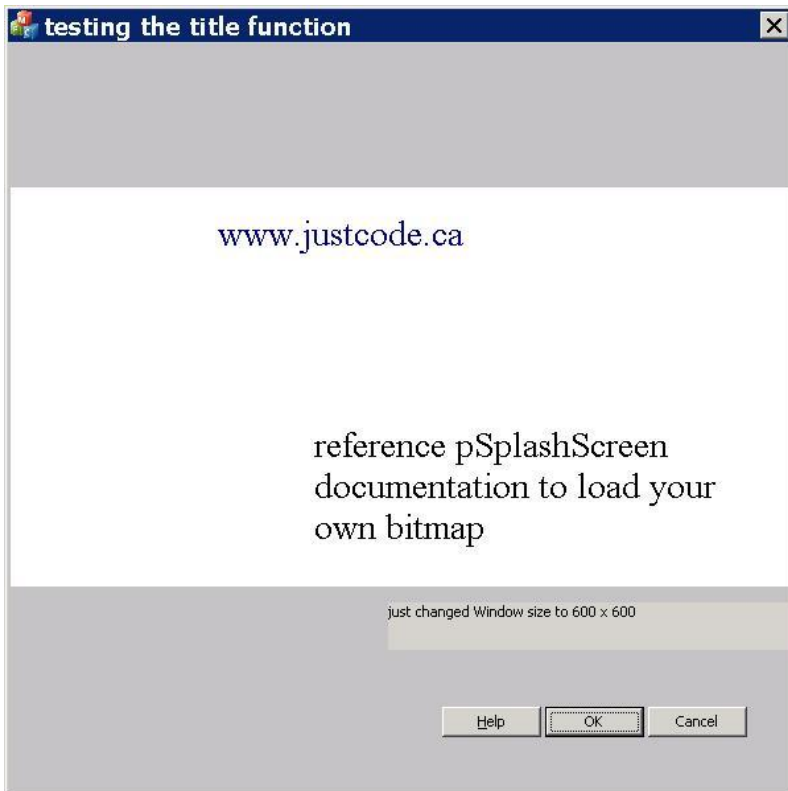 testing the title function
www.justcode.ca
reference pSplashScreen
documentation to load your
own bitmap
just changed Window size to 600 x 600
Help
OK
Cancel